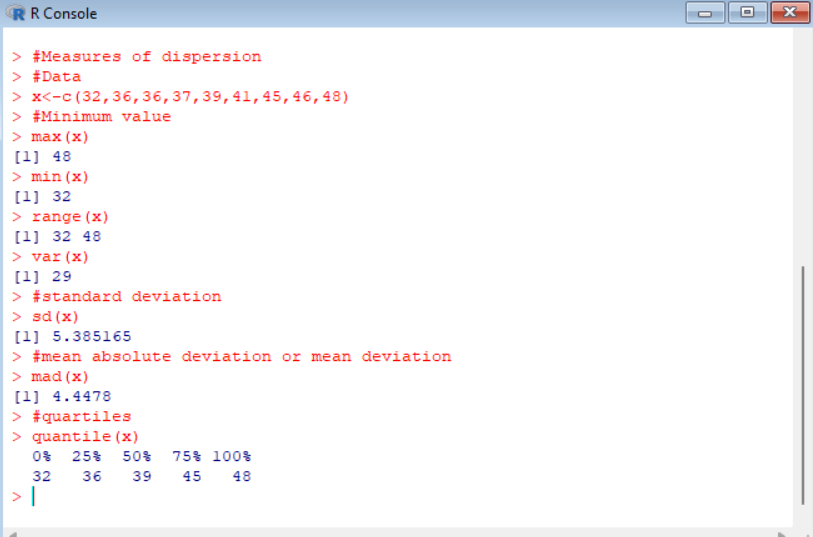 R Console
> #Measures of dispersion
> #Data
> x<-c(32,36,36,37,39,41,45,46,48)
> #Minimum value
> max(x)
[1] 48
> min(x)
[1] 32
> range(x)
[1] 32 48
> var(x)
[1] 29
> #standard deviation
> sd(x)
[1] 5.385165
> #mean absolute deviation or mean deviation
> mad(x)
[1] 4.4478
> #quartiles
> quantile(x)
  0%  25%  50%  75% 100%
  32   36   39   45   48
>